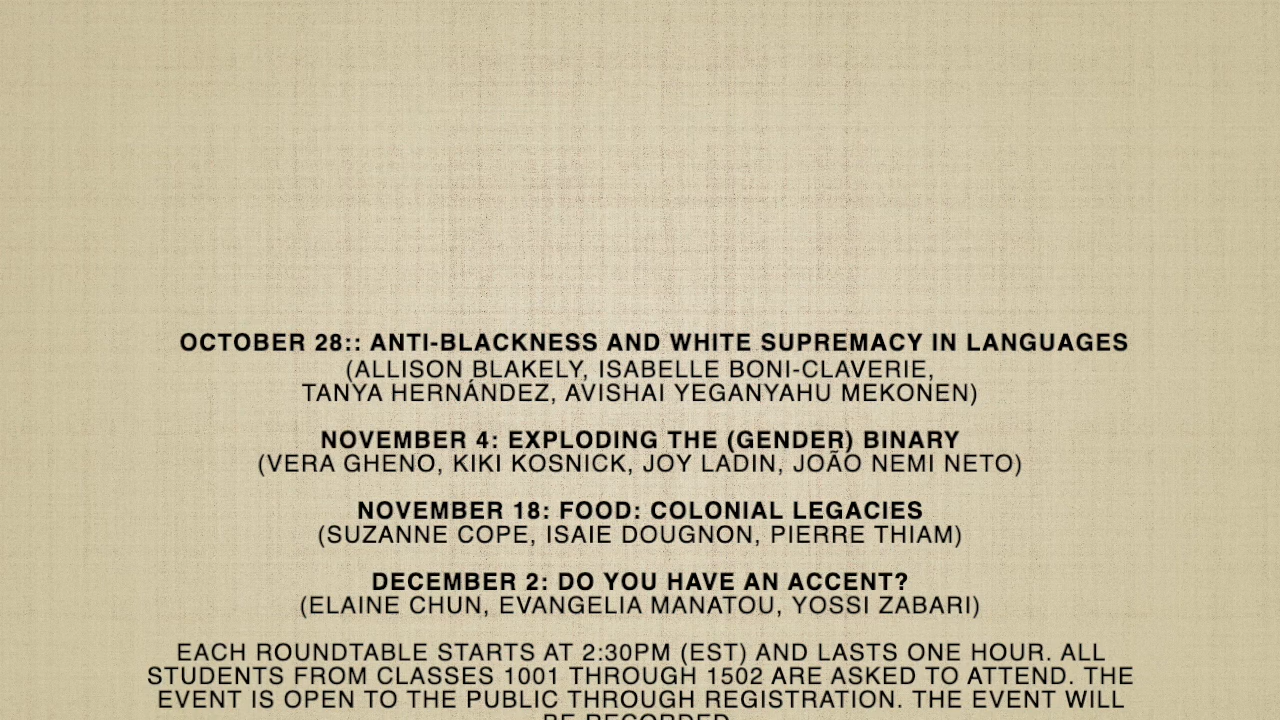 OCTOBER 28:: ANTI-BLACKNESS AND WHITE SUPREMACY IN LANGUAGES
(ALLISON BLAKELY, ISABELLE BONI-CLAVERIE,
TANYA HERNÁNDEZ, AVISHAI YEGANYAHU MEKONEN)
NOVEMBER 4: EXPLODING THE (GENDER) BINARY
(VERA GHENO, KIKI KOSNICK, JOY LADIN, JOÃO NEMI NETO)
NOVEMBER 18: FOOD: COLONIAL LEGACIES
(SUZANNE COPE, ISAIE DOUGNON, PIERRE THIAM)
DECEMBER 2: DO YOU HAVE AN ACCENT?
(ELAINE CHUN, EVANGELIA MANATOU, YOSSI ZABARI)
EACH ROUNDTABLE STARTS AT 2:30PM (EST) AND LASTS ONE HOUR. ALL
STUDENTS FROM CLASSES 1001 THROUGH 1502 ARE ASKED TO ATTEND. THE
EVENT IS OPEN TO THE PUBLIC THROUGH REGISTRATION. THE EVENT WILL
BE RECORDED